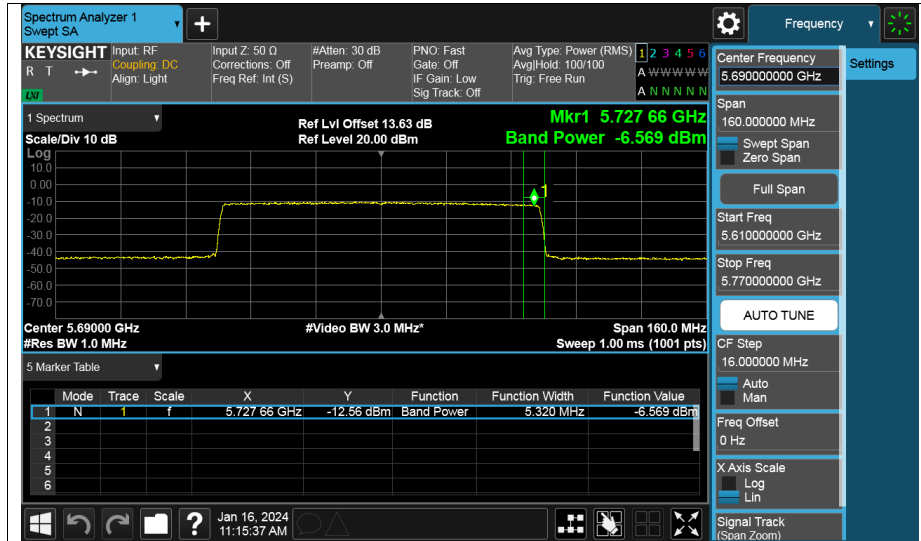 Spectrum Analyzer 1
Swept SA
+
Frequency
KEYSIGHT
R T
LXI
Input: RF
Coupling: DC
Align: Light
Input Z: 50 Ω
Corrections: Off
Freq Ref: Int (S)
#Atten: 30 dB
Preamp: Off
PNO: Fast
Gate: Off
IF Gain: Low
Sig Track: Off
Avg Type: Power (RMS)
Avg|Hold: 100/100
Trig: Free Run
1 2 3 4 5 6
A W W W W W
A N N N N N
Center Frequency
5.690000000 GHz
Settings
1 Spectrum
Scale/Div 10 dB
Ref Lvl Offset 13.63 dB
Ref Level 20.00 dBm
Mkr1 5.727 66 GHz
Band Power -6.569 dBm
Span
160.000000 MHz
Swept Span
Zero Span
Full Span
Start Freq
5.610000000 GHz
Stop Freq
5.770000000 GHz
AUTO TUNE
CF Step
16.000000 MHz
Auto
Man
Freq Offset
0 Hz
X Axis Scale
Log
Lin
Signal Track
(Span Zoom)
Log
10.0
0.00
-10.0
-20.0
-30.0
-40.0
-50.0
-60.0
-70.0
1
Center 5.69000 GHz
#Res BW 1.0 MHz
#Video BW 3.0 MHz*
Span 160.0 MHz
Sweep 1.00 ms (1001 pts)
5 Marker Table
Mode Trace Scale X Y Function Function Width Function Value
1 N 1 f 5.727 66 GHz -12.56 dBm Band Power 5.320 MHz -6.569 dBm
2
3
4
5
6
?
Jan 16, 2024
11:15:37 AM